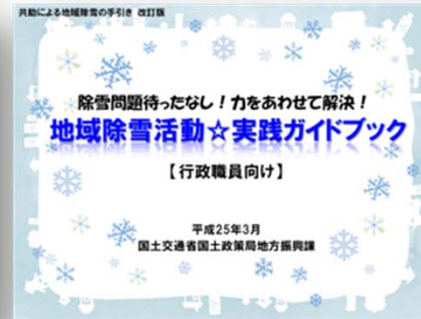 共助による地域除雪の手引き 改訂版
除雪問題待ったなし！力をあわせて解決！
地域除雪活動☆実践ガイドブック
【行政職員向け】
平成25年3月
国土交通省国土政策局地方振興課